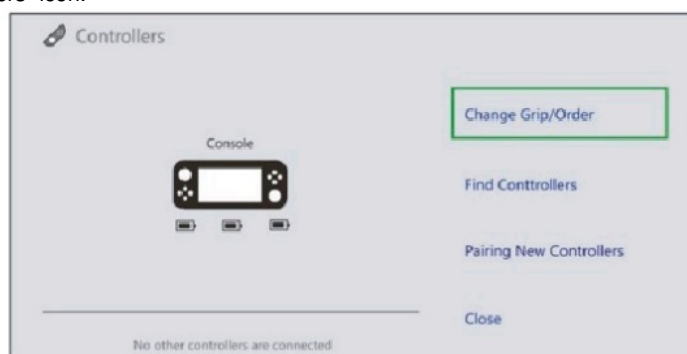 Controllers
Console
Change Grip/Order
Find Conttrollers
Pairing New Controllers
Close
No other controllers are connected